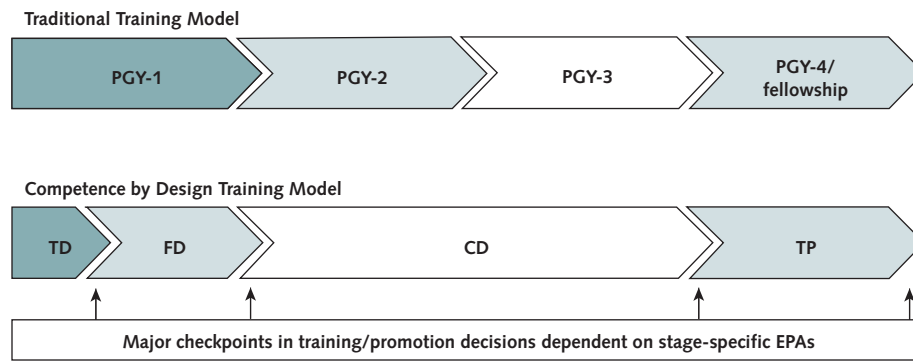 Traditional Training Model
PGY-1
PGY-2
PGY-3
PGY-4/
fellowship
Competence by Design Training Model
TD
FD
CD
TP
Major checkpoints in training/promotion decisions dependent on stage-specific EPAs